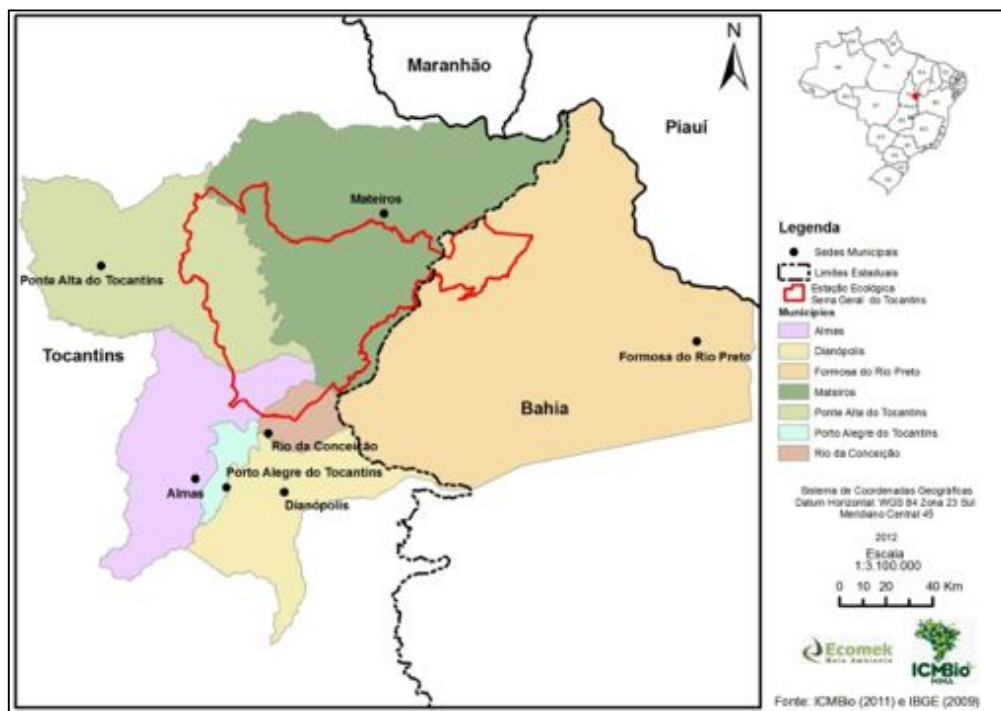 Maranhão
Piauí
N
Mateiros
Ponte Alta do Tocantins
Tocantins
Formosa do Rio Preto
Bahia
Rio da Conceição
Porto Alegre do Tocantins
Almas
Dianópolis
Legenda
Sedes Municipais
Limites Estaduais
Estação Ecológica
Serra Geral do Tocantins
Municípios
Almas
Dianópolis
Formosa do Rio Preto
Mateiros
Ponte Alta do Tocantins
Porto Alegre do Tocantins
Rio da Conceição
Sistema de Coordenadas Geográficas
Datum Horizontal: WGS 84 Zona 23 Sul
Meridiano Central 45
2012
Escala
1:3.100.000
0 10 20 40 Km
Ecomek
Meio Ambiente
ICMBio
MMA
Fonte: ICMBio (2011) e IBGE (2009)